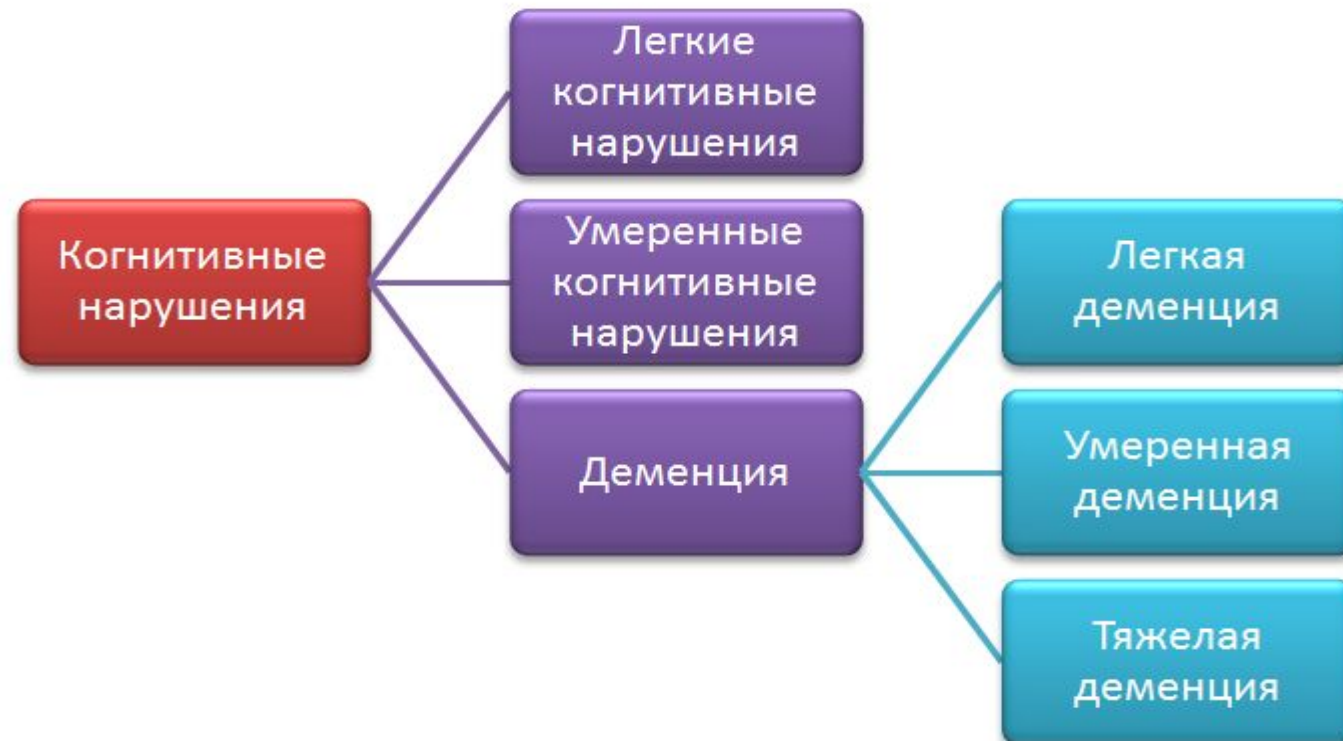 Когнитивные
нарушения
Легкие
когнитивные
нарушения
Умеренные
когнитивные
нарушения
Деменция
Легкая
деменция
Умеренная
деменция
Тяжелая
деменция